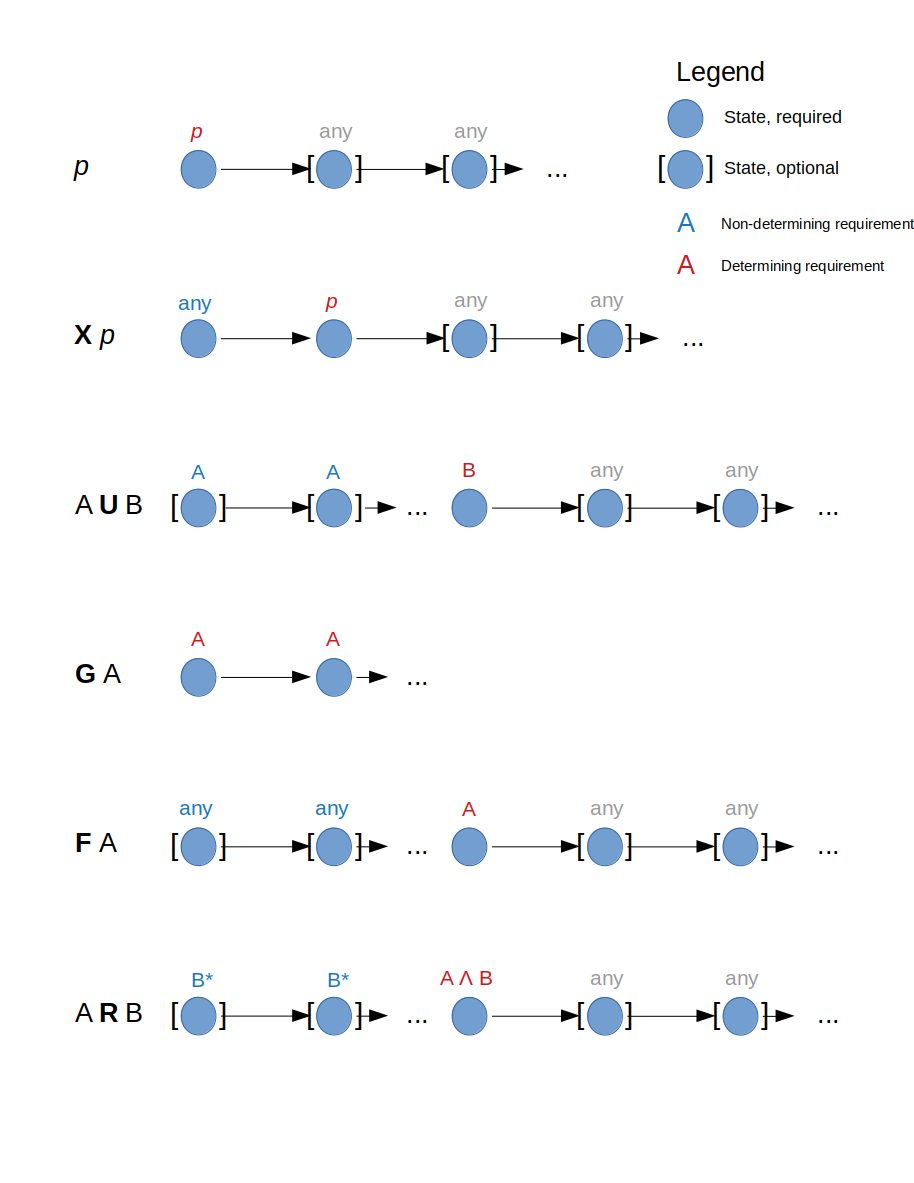 Legend
State, required
[ ] State, optional
A Non-determining requirement
A Determining requirement
p any any
p [ ] [ ] ...
any p any any
X p [ ] [ ] ...
A A B any any
A U B [ ] [ ] ... [ ] [ ] ...
A A
G A ...
any any A any any
F A [ ] [ ] ... [ ] [ ] ...
B* B* A Λ B any any
A R B [ ] [ ] ... [ ] [ ] ...